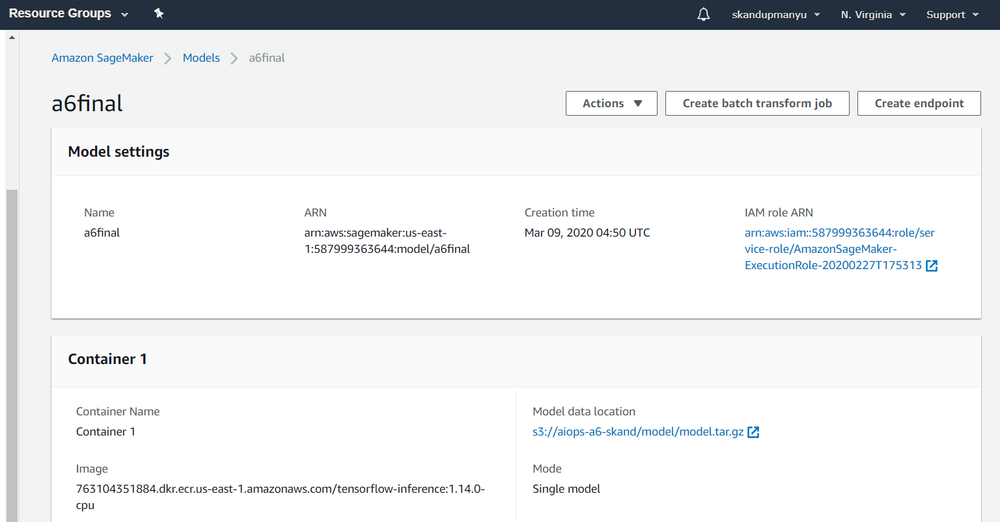 Resource Groups
skandupmanyu
N. Virginia
Support
Amazon SageMaker
Models
a6final
a6final
Actions
Create batch transform job
Create endpoint
Model settings
Name
a6final
ARN
arn:aws:sagemaker:us-east-
1:587999363644:model/a6final
Creation time
Mar 09, 2020 04:50 UTC
IAM role ARN
arn:aws:iam::587999363644:role/ser
vice-role/AmazonSageMaker-
ExecutionRole-20200227T175313
Container 1
Container Name
Container 1
Image
763104351884.dkr.ecr.us-east-1.amazonaws.com/tensorflow-inference:1.14.0-
cpu
Model data location
s3://aiops-a6-skand/model/model.tar.gz
Mode
Single model